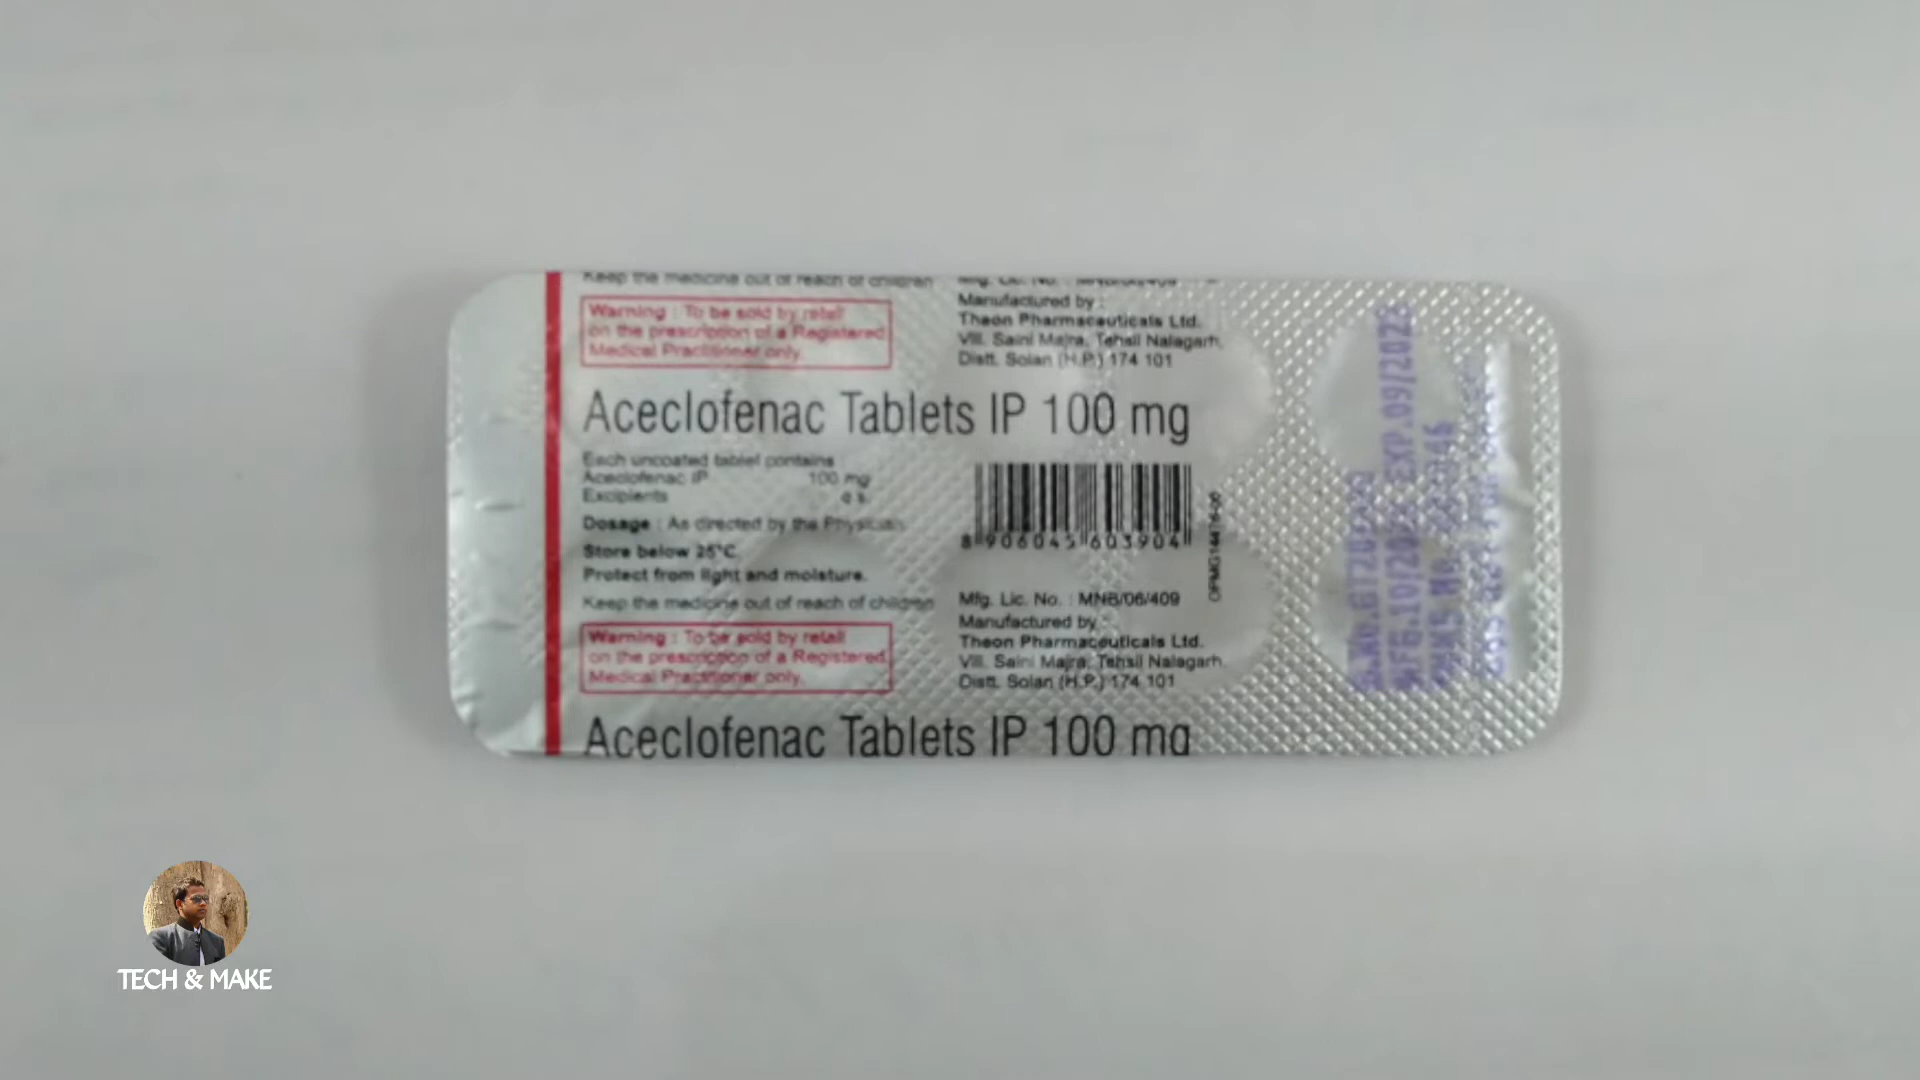 Keep the medicine out of reach of children
Warning : To be sold by retail
on the prescription of a Registered
Medical Practitioner only.
Manufactured by :
Theon Pharmaceuticals Ltd.
Vill. Saini Majra, Tehsil Nalagarh,
Distt. Solan (H.P.) 174 101
Aceclofenac Tablets IP 100 mg
Each uncoated tablet contains
Aceclofenac IP 100 mg
Excipients q.s.
Dosage : As directed by the Physician
Store below 25°C.
Protect from light and moisture.
Keep the medicine out of reach of children
8 906045 603904
Mfg. Lic. No. : MNB/06/409
Manufactured by :
Theon Pharmaceuticals Ltd.
Vill. Saini Majra, Tehsil Nalagarh,
Distt. Solan (H.P.) 174 101
Warning : To be sold by retail
on the prescription of a Registered
Medical Practitioner only.
Aceclofenac Tablets IP 100 mg
EXP.09/2023
TECH & MAKE